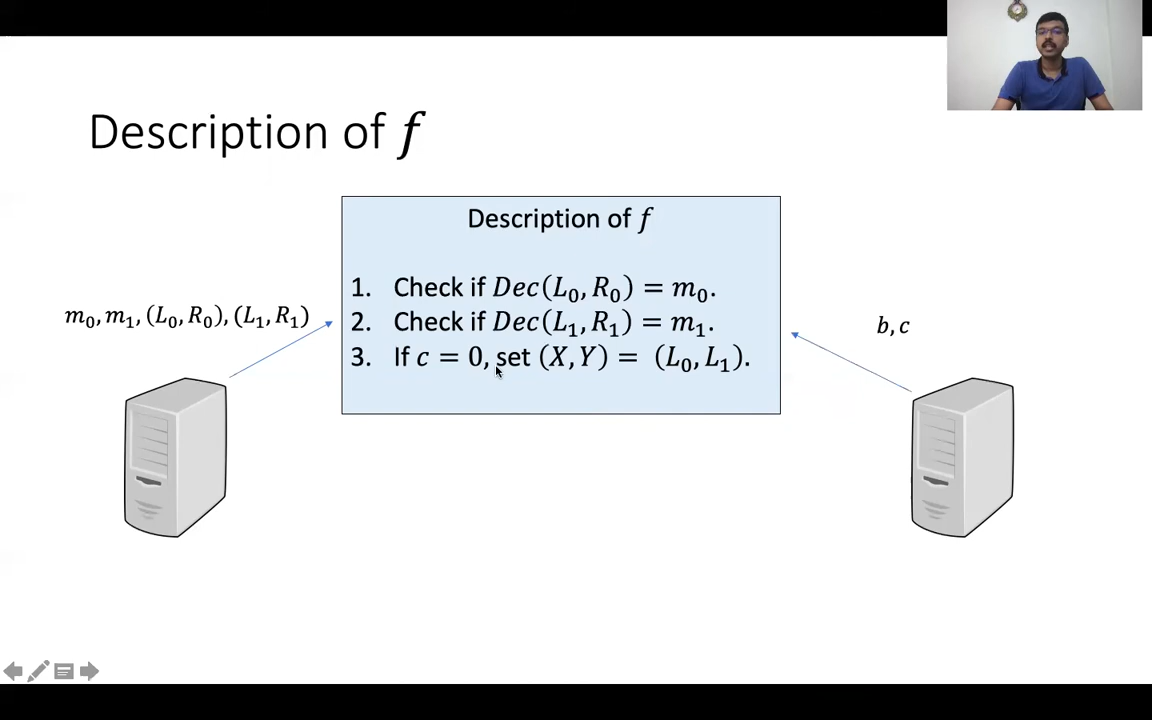 Description of f
Description of f
1. Check if Dec(L₀, R₀) = m₀.
2. Check if Dec(L₁, R₁) = m₁.
3. If c = 0, set (X, Y) = (L₀, L₁).
m₀, m₁, (L₀, R₀), (L₁, R₁)
b, c